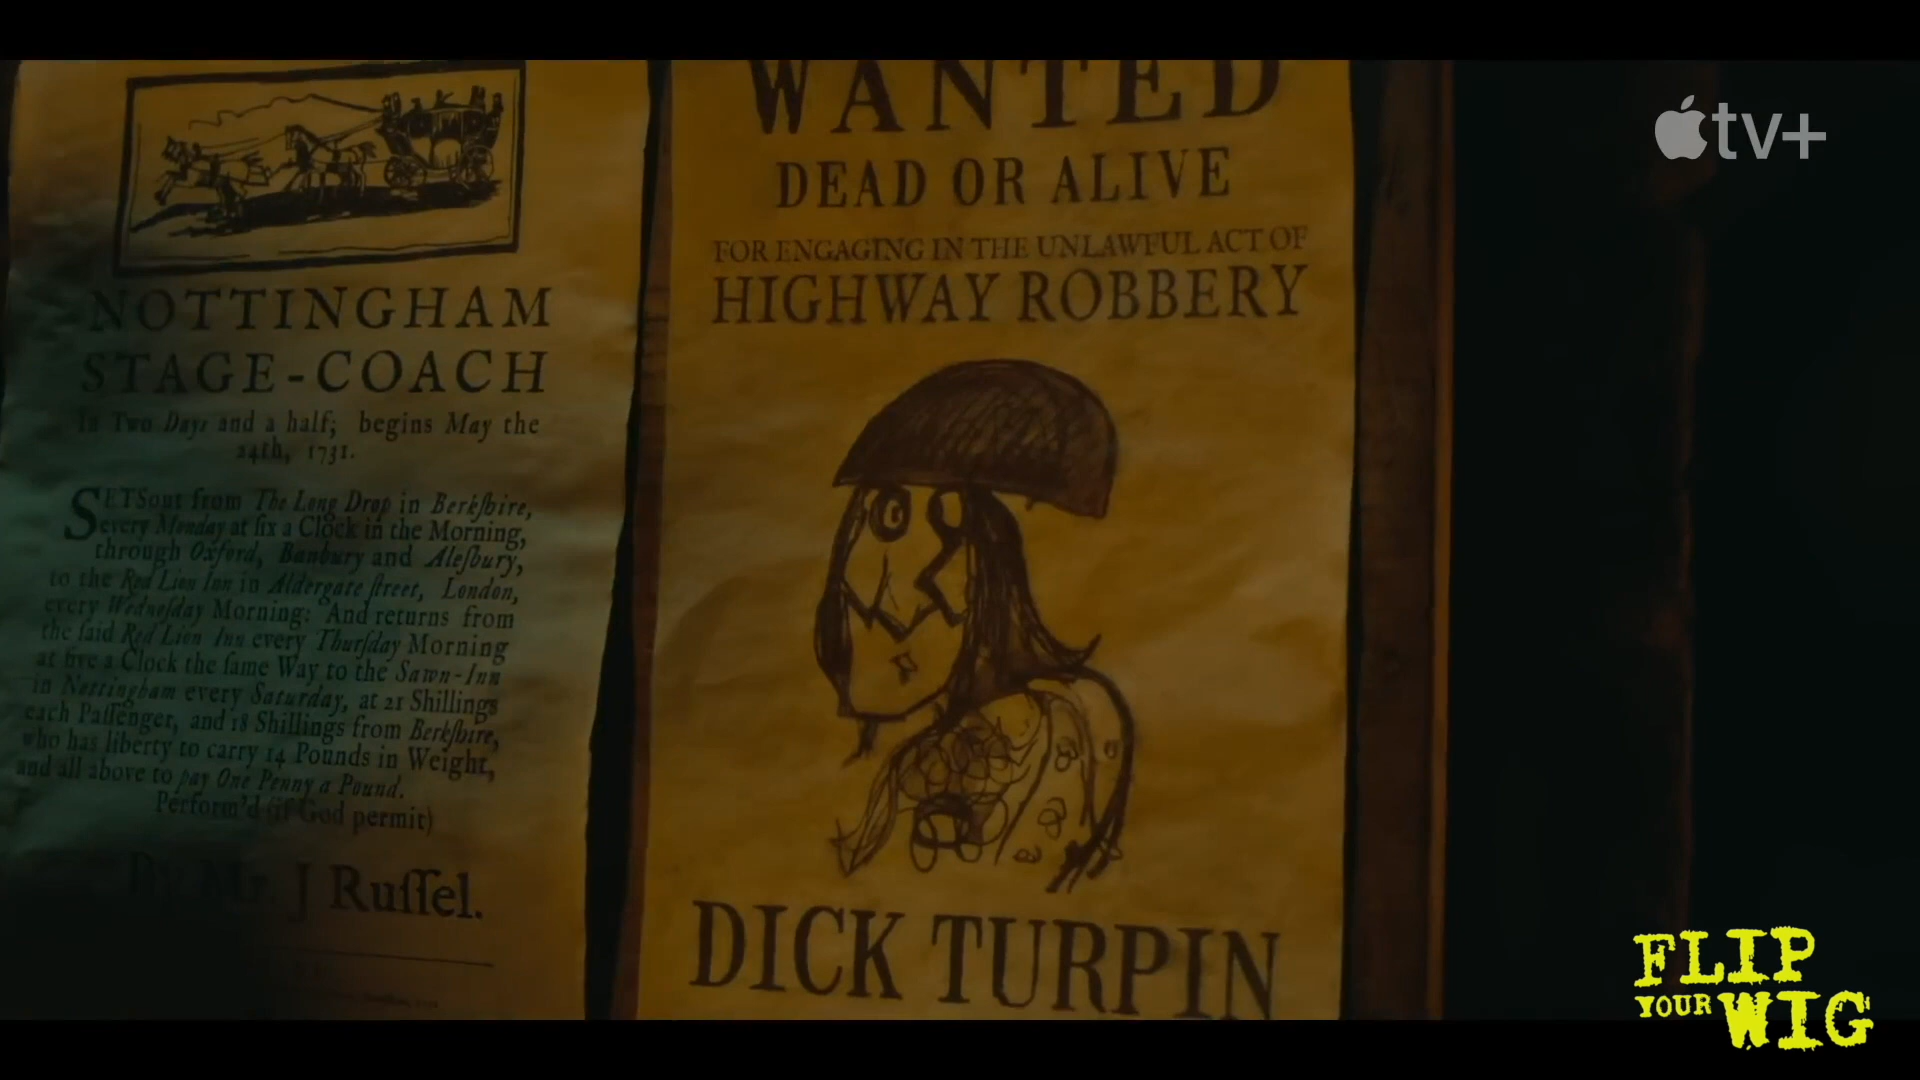 NOTTINGHAM
STAGE-COACH
In Two Days and a half; begins May the
24th, 1731.
SETSout from The Long Drop in Berkſhire,
every Monday at ſix a Clock in the Morning,
through Oxford, Banbury and Aleſbury,
to the Red Lion Inn in Aldergate ſtreet, London,
every Wedneſday Morning: And returns from
the ſaid Red Lion Inn every Thurſday Morning
at five a Clock the ſame Way to the Sawn-Inn
in Nottingham every Saturday, at 21 Shillings
each Paſſenger, and 18 Shillings from Berkſhire,
who has liberty to carry 14 Pounds in Weight,
and all above to pay One Penny a Pound.
Perform'd (if God permit)
By Mr. J Ruſſel.
WANTED
DEAD OR ALIVE
FOR ENGAGING IN THE UNLAWFUL ACT OF
HIGHWAY ROBBERY
DICK TURPIN
tv+
FLIP
YOUR WIG